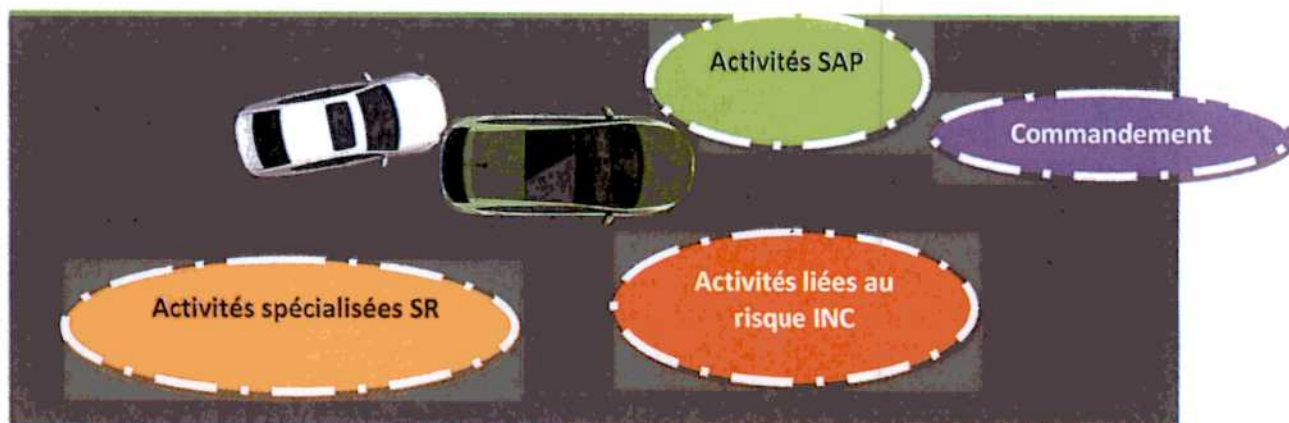 Activités SAP
Commandement
Activités spécialisées SR
Activités liées au
risque INC